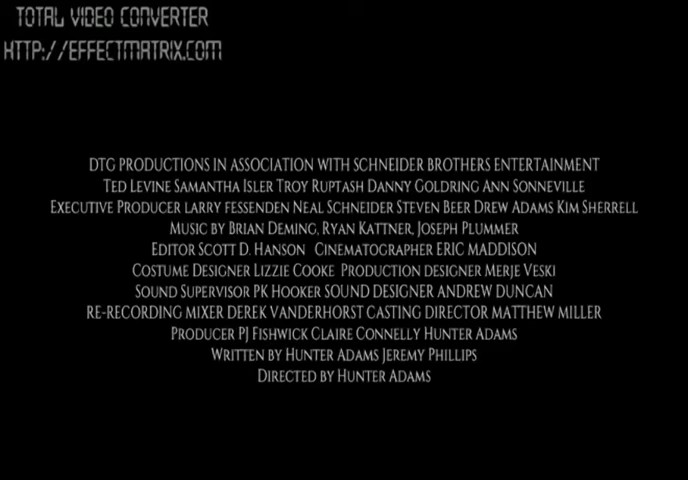 TOTAL VIDEO CONVERTER
HTTP://EFFECTMATRIX.COM
DTG PRODUCTIONS IN ASSOCIATION WITH SCHNEIDER BROTHERS ENTERTAINMENT
TED LEVINE SAMANTHA ISLER TROY RUPTASH DANNY GOLDRING ANN SONNEVILLE
EXECUTIVE PRODUCER LARRY FESSENDEN NEAL SCHNEIDER STEVEN BEER DREW ADAMS KIM SHERRELL
MUSIC BY BRIAN DEMING, RYAN KATTNER, JOSEPH PLUMMER
EDITOR SCOTT D. HANSON CINEMATOGRAPHER ERIC MADDISON
COSTUME DESIGNER LIZZIE COOKE PRODUCTION DESIGNER MERJE VESKI
SOUND SUPERVISOR PK HOOKER SOUND DESIGNER ANDREW DUNCAN
RE-RECORDING MIXER DEREK VANDERHORST CASTING DIRECTOR MATTHEW MILLER
PRODUCER PJ FISHWICK CLAIRE CONNELLY HUNTER ADAMS
WRITTEN BY HUNTER ADAMS JEREMY PHILLIPS
DIRECTED BY HUNTER ADAMS